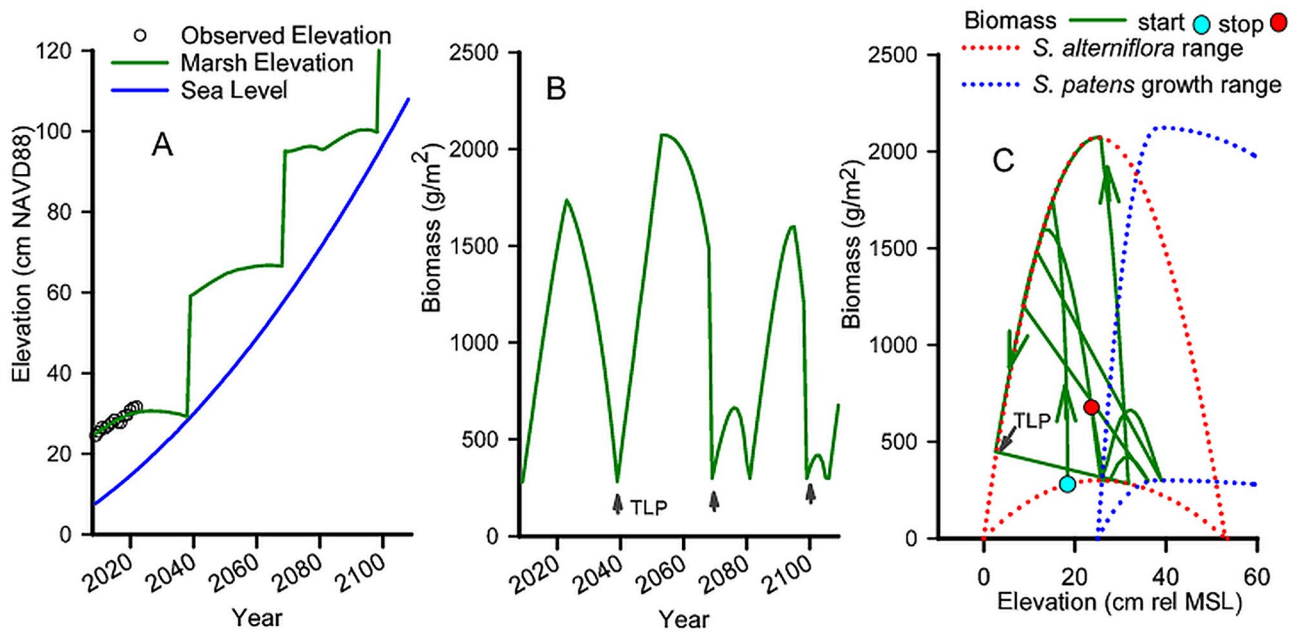 Observed Elevation
Marsh Elevation
Sea Level
A
120
100
80
60
40
20
0
Elevation (cm NAVD88)
2020
2040
2060
2080
2100
Year
B
2500
2000
1500
1000
500
0
Biomass (g/m2)
TLP
2020
2040
2060
2080
2100
Year
Biomass start stop
S. alterniflora range
S. patens growth range
C
2500
2000
1500
1000
500
0
Biomass (g/m2)
TLP
0
20
40
60
Elevation (cm rel MSL)